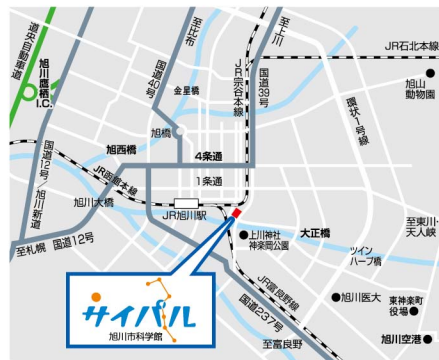 道央自動車道
旭川鷹栖
I.C.
至比布
国道40号
金星橋
至上川
JR宗谷本線
国道39号
JR石北本線
旭山
動物園
環状1号線
旭橋
旭西橋
4条通
1条通
国道12号/旭川新道
JR函館本線
旭川大橋
JR旭川駅
至札幌 国道12号
上川神社
神楽岡公園
大正橋
至東川・
天人峡
ツイン
ハープ橋
JR富良野線
国道237号
至富良野
旭川医大
東神楽町
役場
旭川空港
サイパル
旭川市科学館